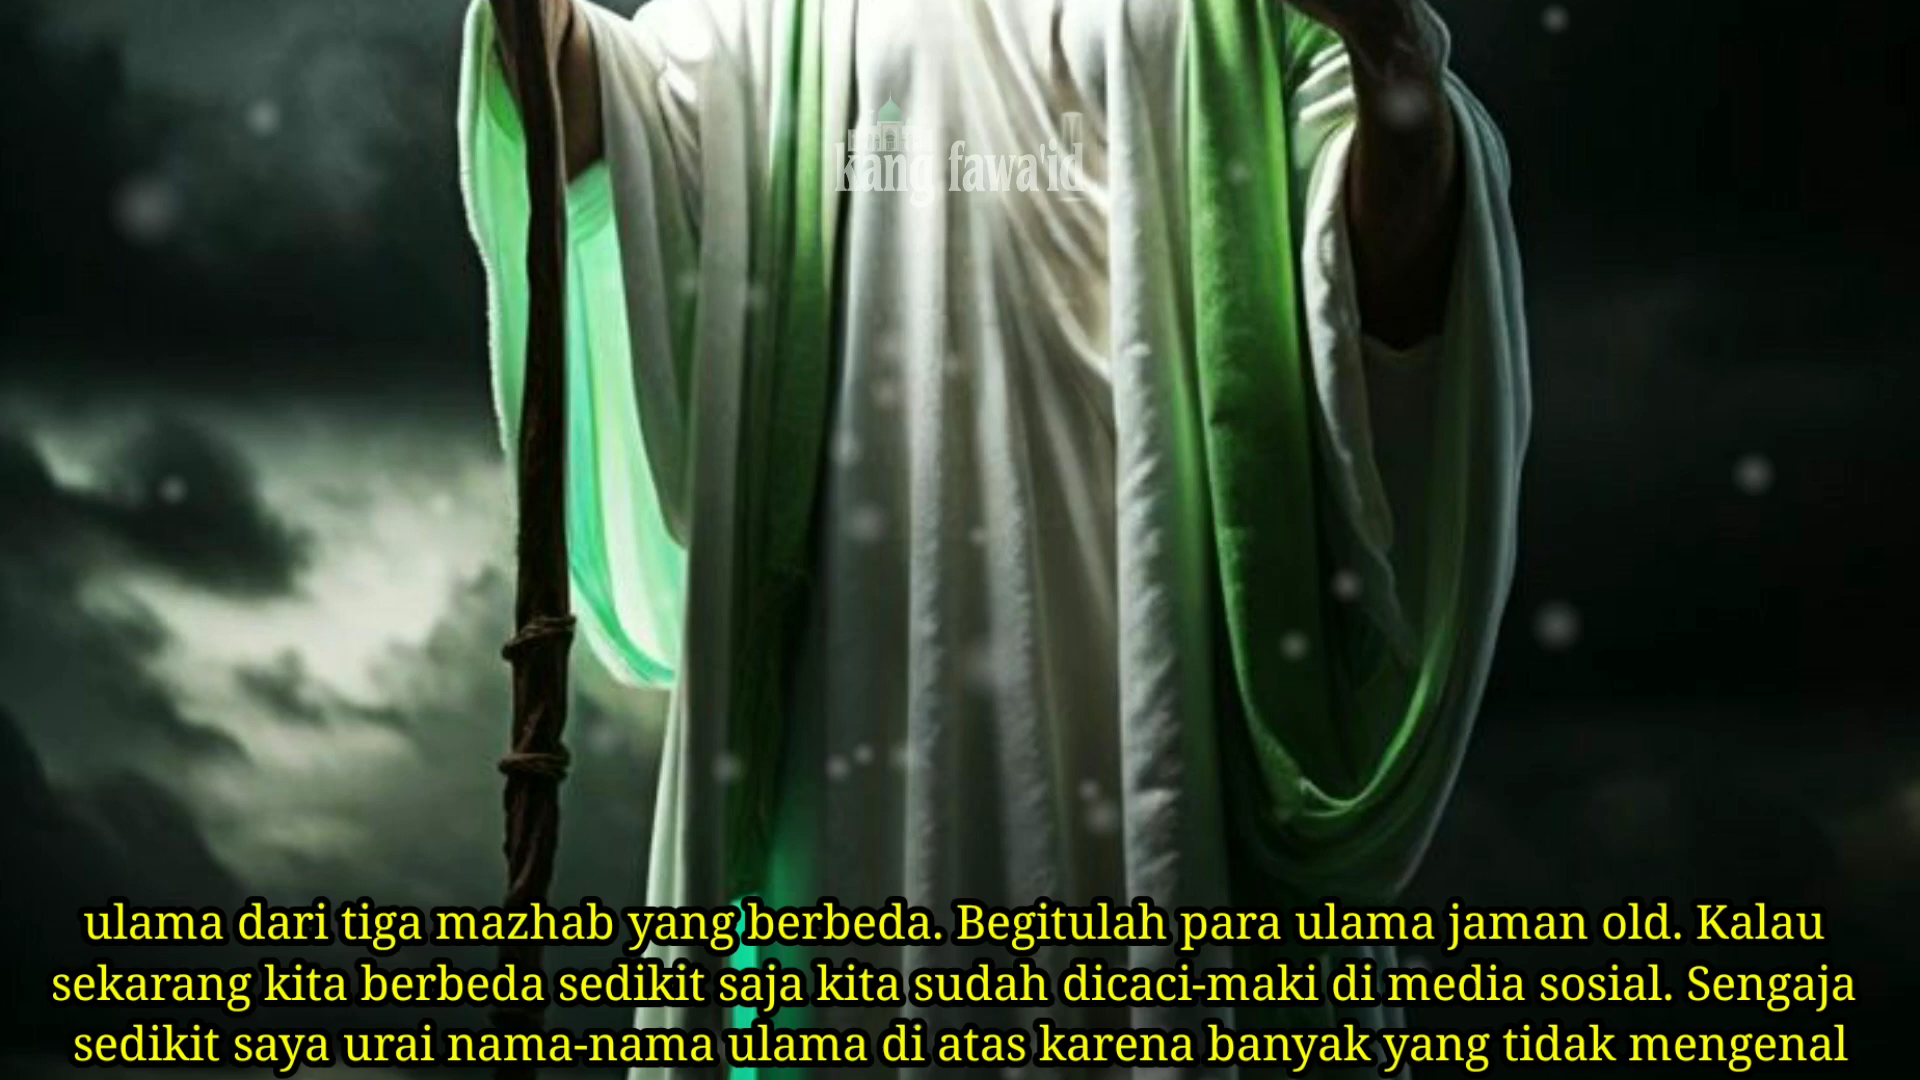 kang fawa'id
ulama dari tiga mazhab yang berbeda. Begitulah para ulama jaman old. Kalau
sekarang kita berbeda sedikit saja kita sudah dicaci-maki di media sosial. Sengaja
sedikit saya urai nama-nama ulama di atas karena banyak yang tidak mengenal